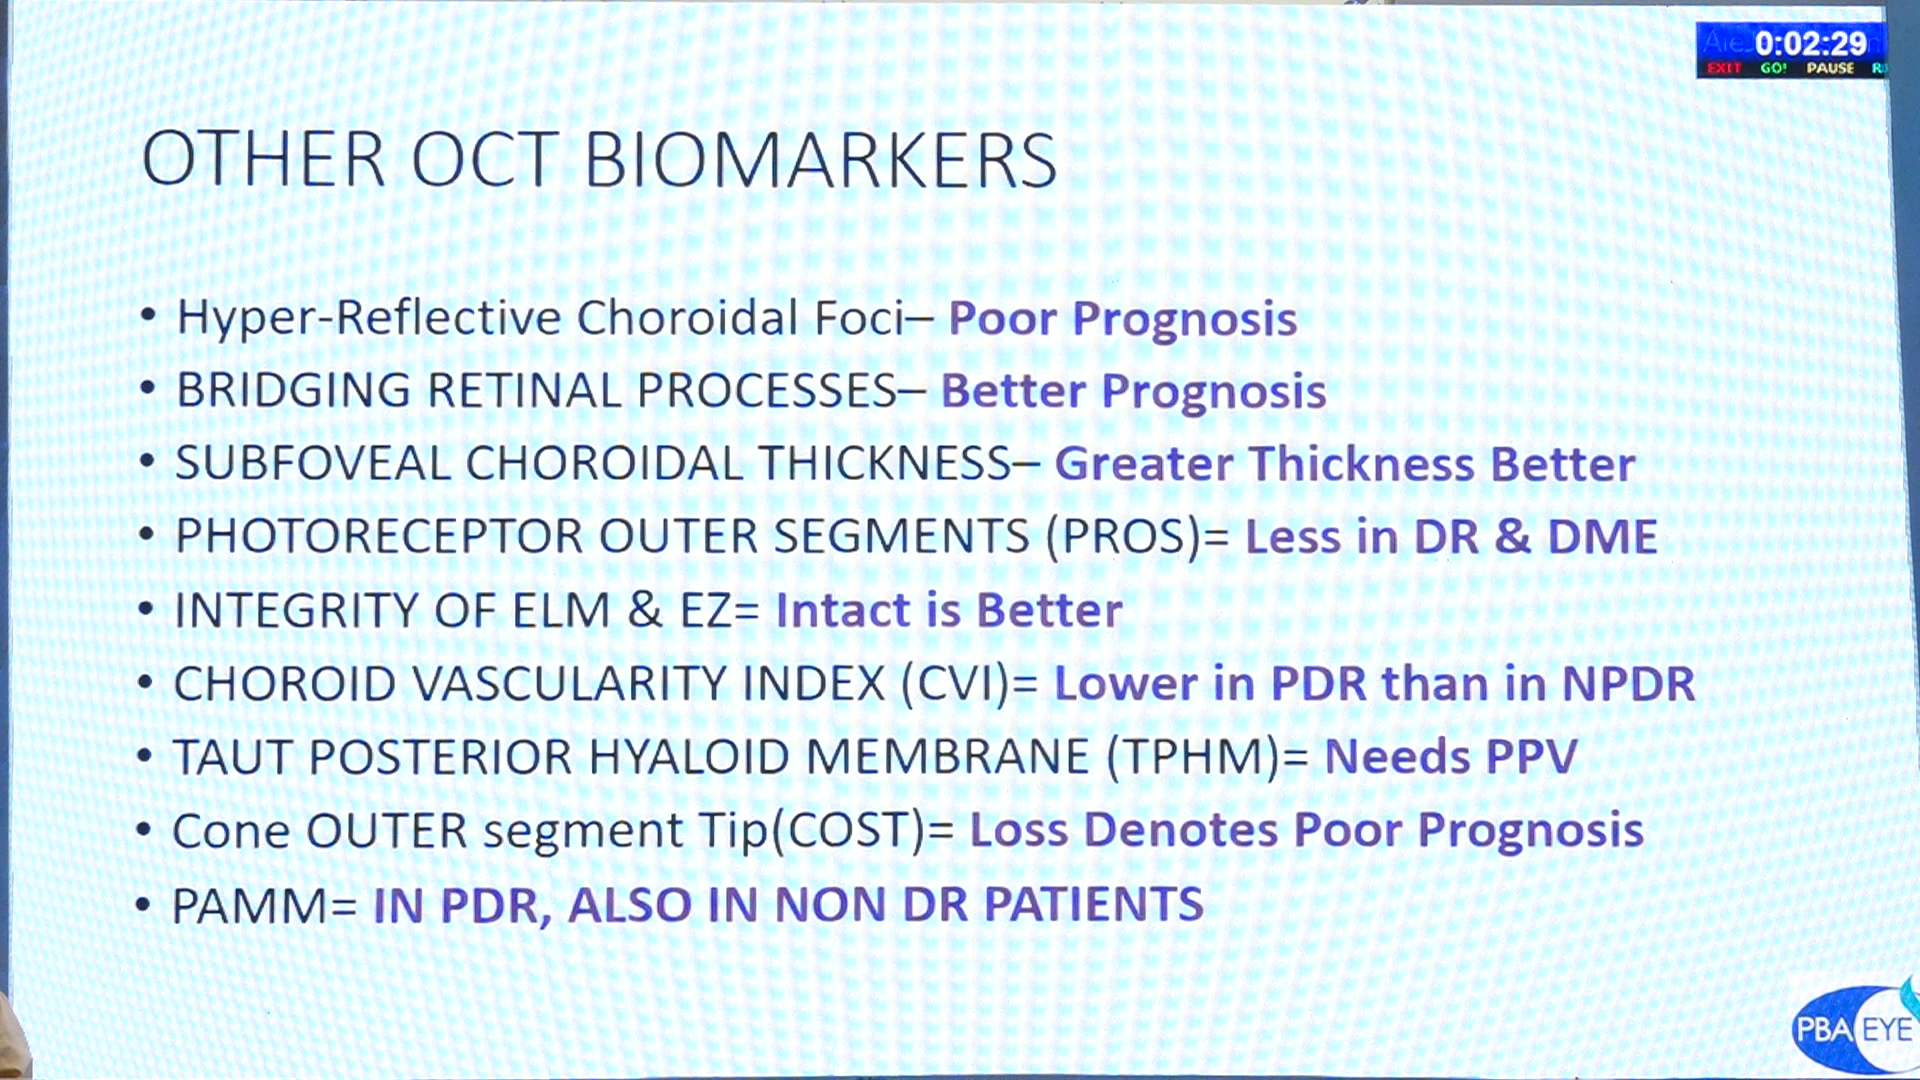 0:02:29
EXIT GO! PAUSE
OTHER OCT BIOMARKERS
• Hyper-Reflective Choroidal Foci– Poor Prognosis
• BRIDGING RETINAL PROCESSES– Better Prognosis
• SUBFOVEAL CHOROIDAL THICKNESS– Greater Thickness Better
• PHOTORECEPTOR OUTER SEGMENTS (PROS)= Less in DR & DME
• INTEGRITY OF ELM & EZ= Intact is Better
• CHOROID VASCULARITY INDEX (CVI)= Lower in PDR than in NPDR
• TAUT POSTERIOR HYALOID MEMBRANE (TPHM)= Needs PPV
• Cone OUTER segment Tip(COST)= Loss Denotes Poor Prognosis
• PAMM= IN PDR, ALSO IN NON DR PATIENTS
PBA EYE